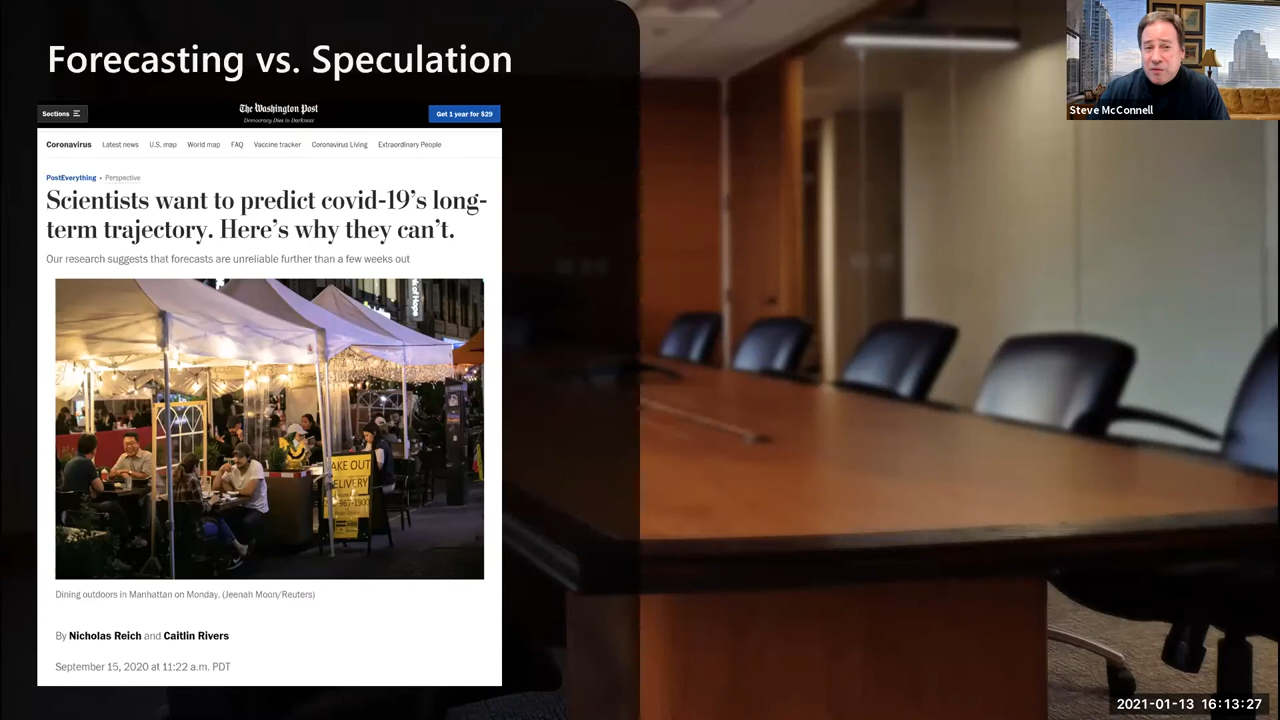 Forecasting vs. Speculation
Steve McConnell
Sections
The Washington Post
Democracy Dies in Darkness
Get 1 year for $29
Coronavirus Latest news U.S. map World map FAQ Vaccine tracker Coronavirus Living Extraordinary People
PostEverything • Perspective
Scientists want to predict covid-19’s long-
term trajectory. Here’s why they can’t.
Our research suggests that forecasts are unreliable further than a few weeks out
of Hope
AKE OUT
ELIVERY
967-1900
Dining outdoors in Manhattan on Monday. (Jeenah Moon/Reuters)
By Nicholas Reich and Caitlin Rivers
September 15, 2020 at 11:22 a.m. PDT
2021-01-13 16:13:27